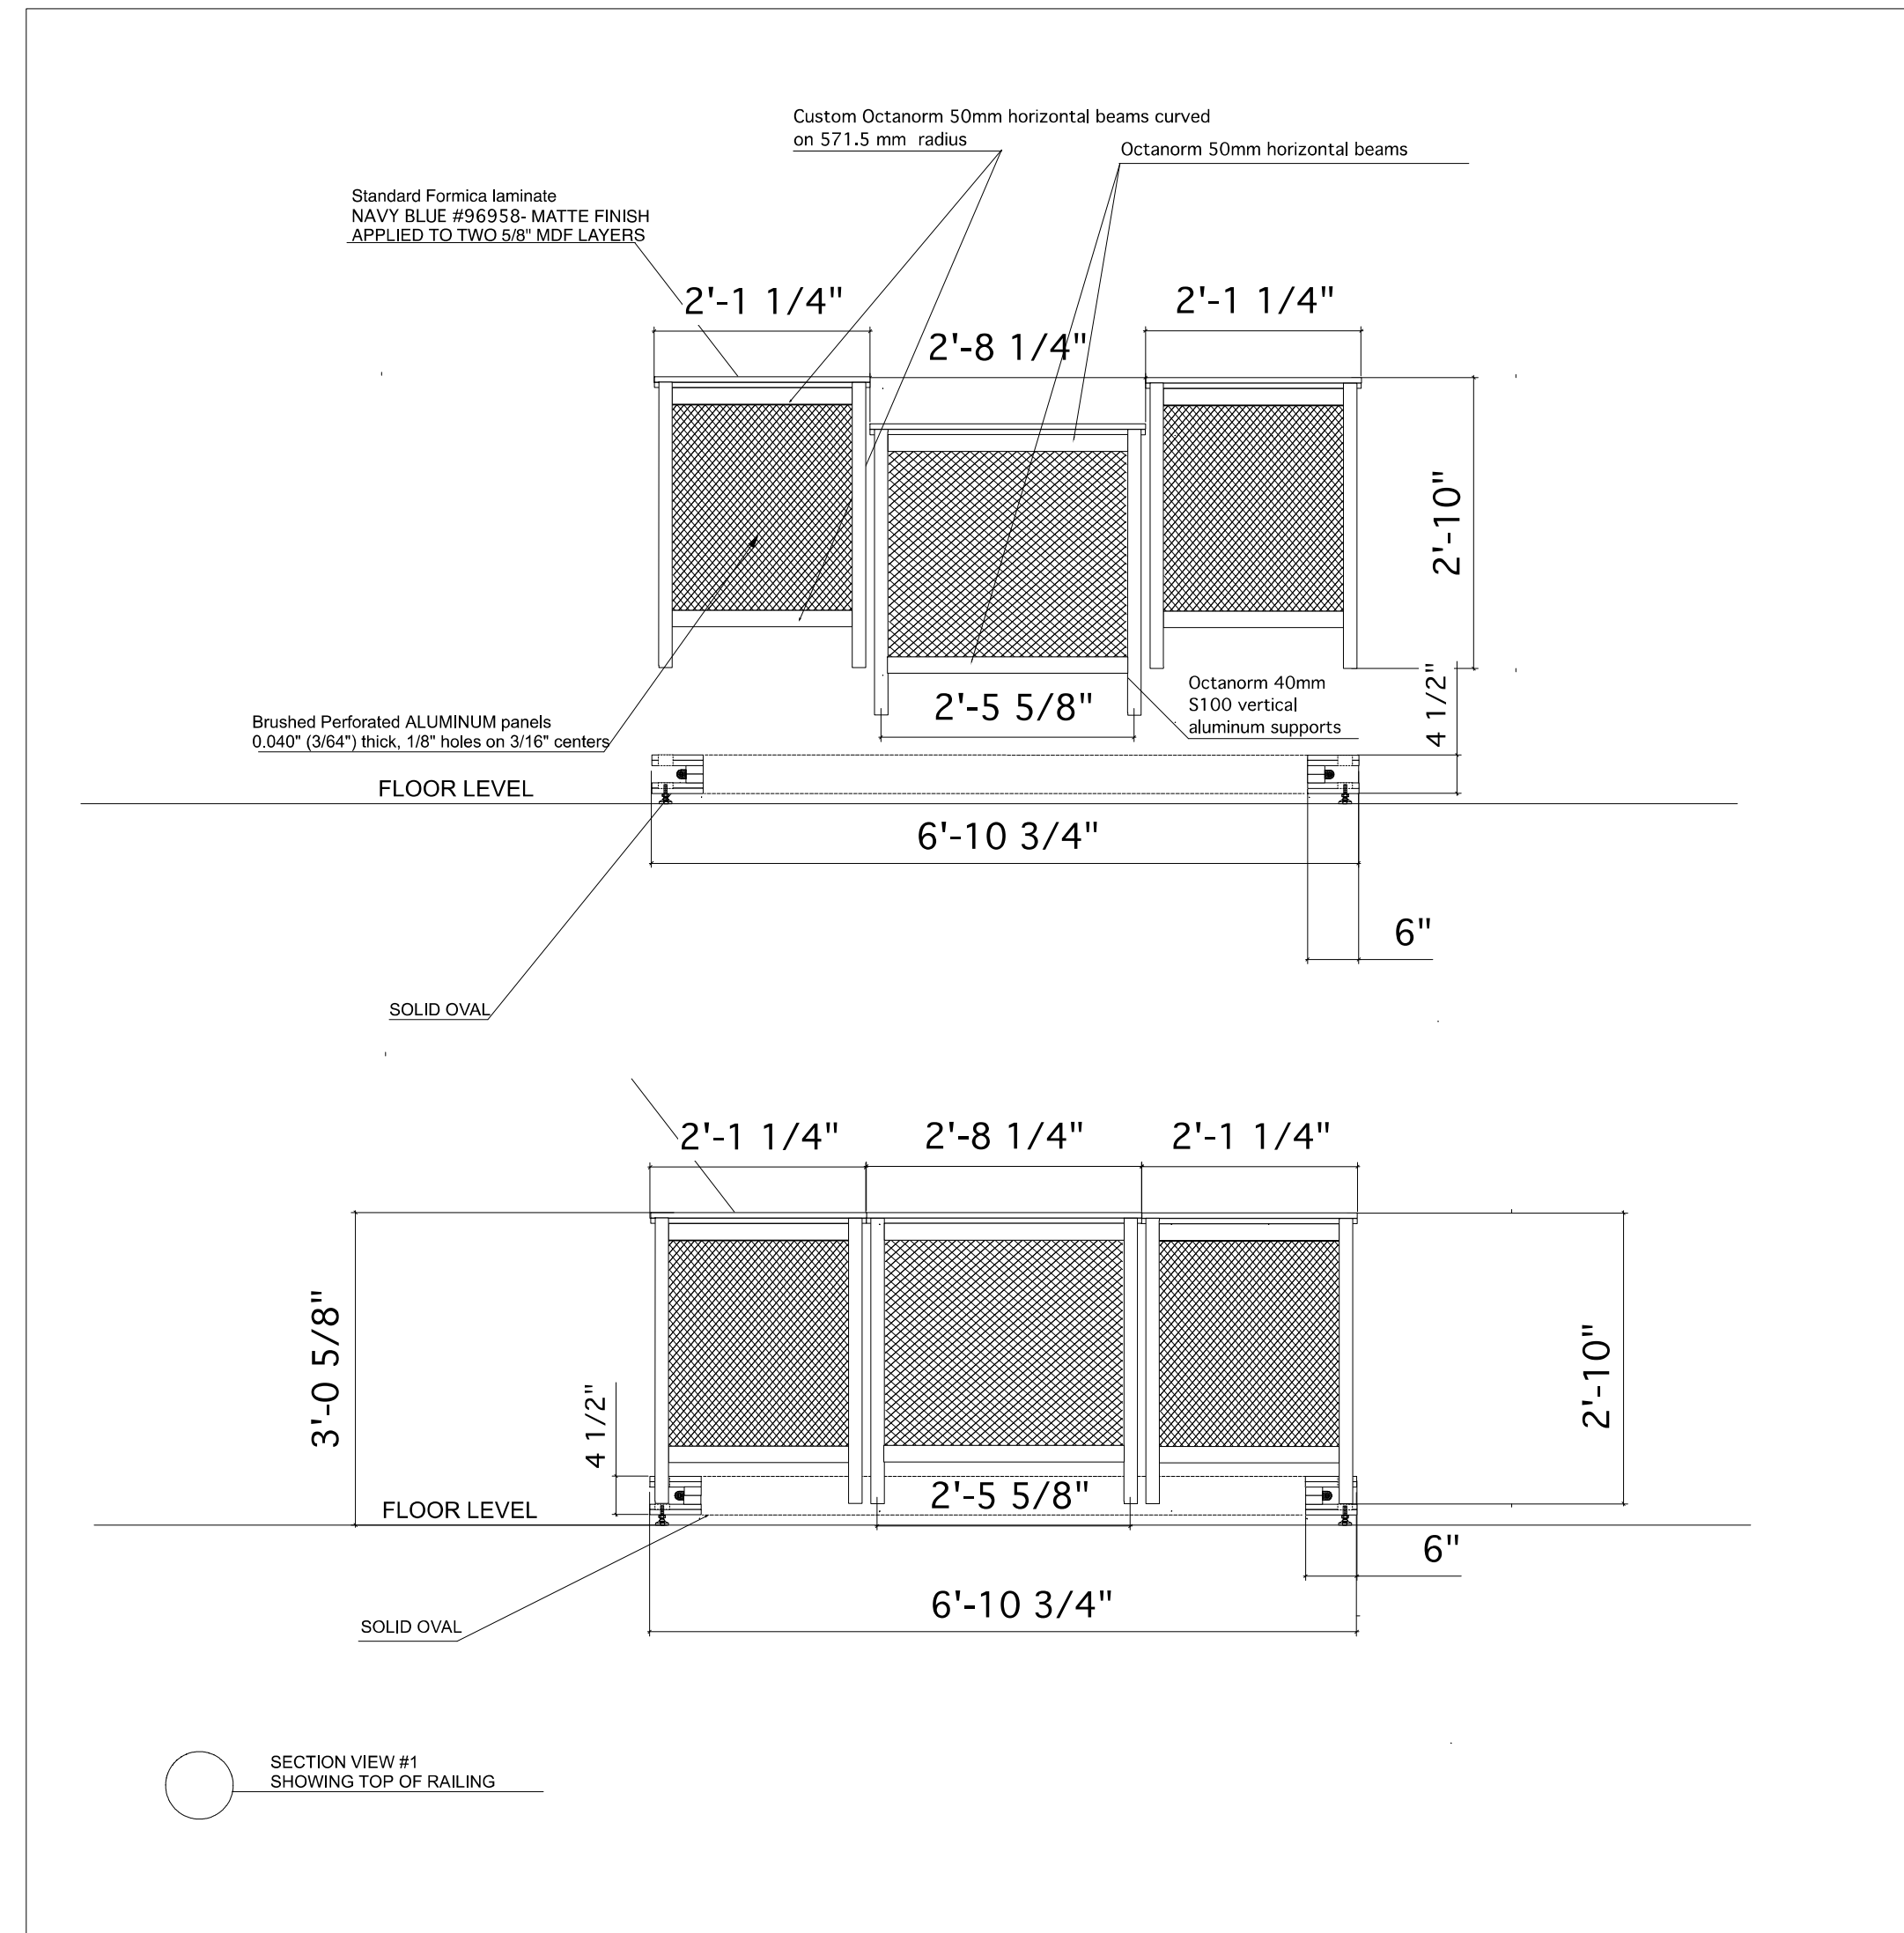 Custom Octanorm 50mm horizontal beams curved
on 571.5 mm radius
Octanorm 50mm horizontal beams
Standard Formica laminate
NAVY BLUE #96958- MATTE FINISH
APPLIED TO TWO 5/8" MDF LAYERS
2'-1 1/4"
2'-8 1/4"
2'-1 1/4"
2'-10"
4 1/2"
Octanorm 40mm
S100 vertical
aluminum supports
2'-5 5/8"
Brushed Perforated ALUMINUM panels
0.040" (3/64") thick, 1/8" holes on 3/16" centers
FLOOR LEVEL
6'-10 3/4"
6"
SOLID OVAL
2'-1 1/4"
2'-8 1/4"
2'-1 1/4"
3'-0 5/8"
4 1/2"
2'-10"
2'-5 5/8"
FLOOR LEVEL
6"
6'-10 3/4"
SOLID OVAL
SECTION VIEW #1
SHOWING TOP OF RAILING